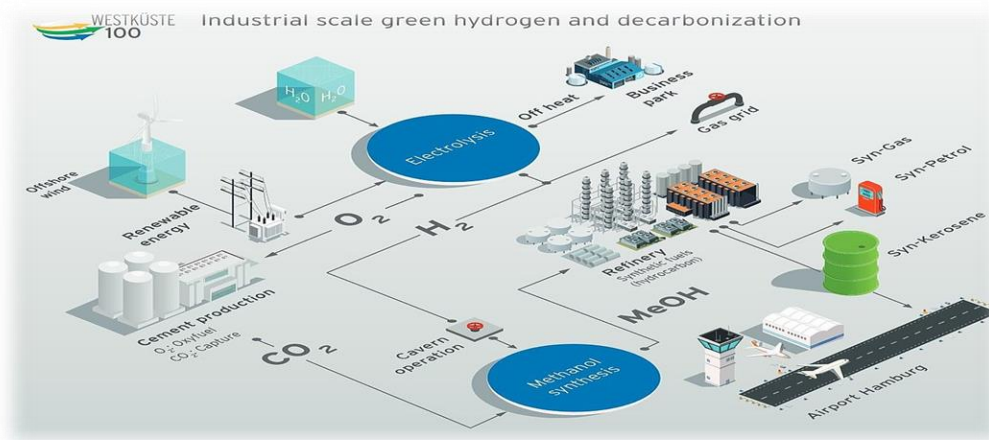 WESTKÜSTE
100
Industrial scale green hydrogen and decarbonization
H₂O H₂O
Electrolysis
Off heat
Business
park
Gas grid
Offshore
wind
Renewable
energy
O₂
H₂
Syn-Gas
Syn-Petrol
Syn-Kerosene
Refinery
Synthetic fuels
(hydrocarbon)
Cement production
O₂-Oxyfuel
CO₂-Capture
CO₂
Cavern
operation
MeOH
Methanol
synthesis
Airport Hamburg